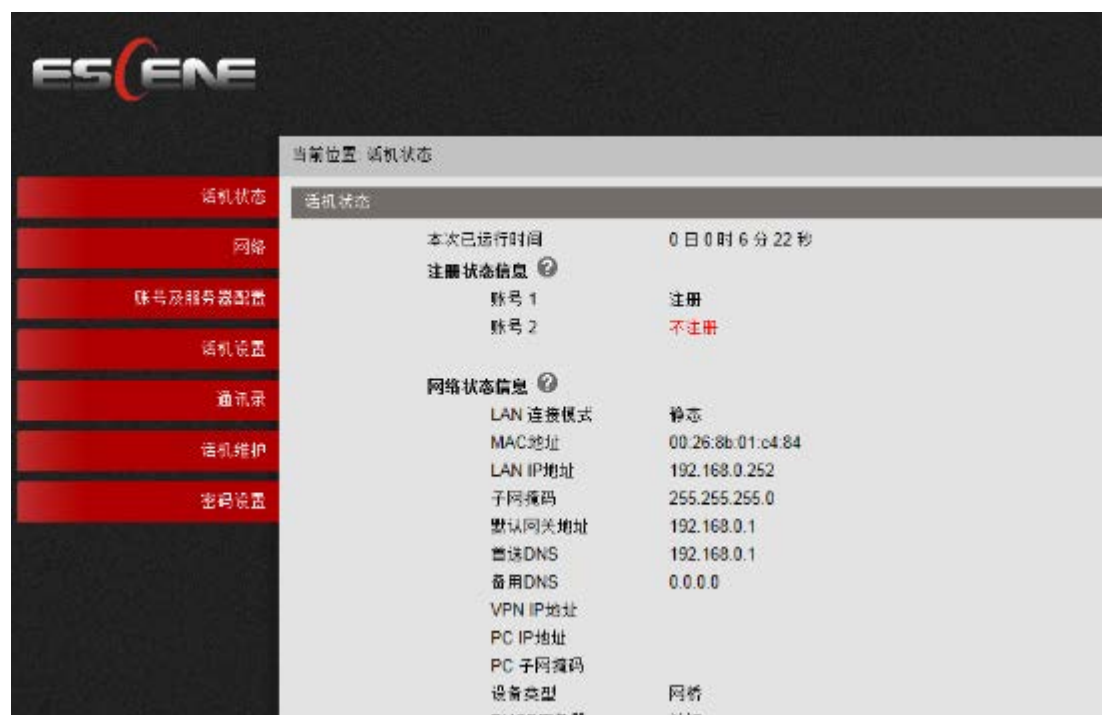 ESCENE
当前位置: 话机状态
话机状态
网络
账号及服务器配置
话机设置
通讯录
话机维护
密码设置
话机状态
本次已运行时间 0 日 0 时 6 分 22 秒
注册状态信息 ?
账号 1 注册
账号 2 不注册
网络状态信息 ?
LAN 连接模式 静态
MAC地址 00:26:8b:01:c4:84
LAN IP地址 192.168.0.252
子网掩码 255.255.255.0
默认网关地址 192.168.0.1
首选DNS 192.168.0.1
备用DNS 0.0.0.0
VPN IP地址
PC IP地址
PC 子网掩码
设备类型 网桥